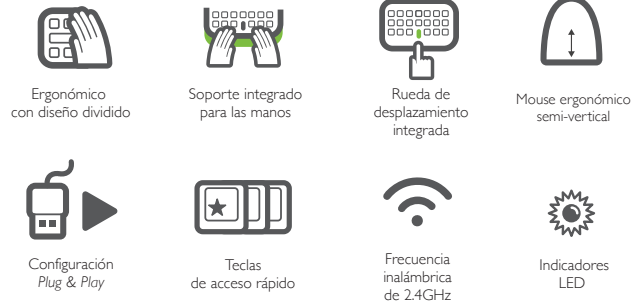 Ergonómico
con diseño dividido
Soporte integrado
para las manos
Rueda de
desplazamiento
integrada
Mouse ergonómico
semi-vertical
Configuración
Plug & Play
Teclas
de acceso rápido
Frecuencia
inalámbrica
de 2.4GHz
Indicadores
LED